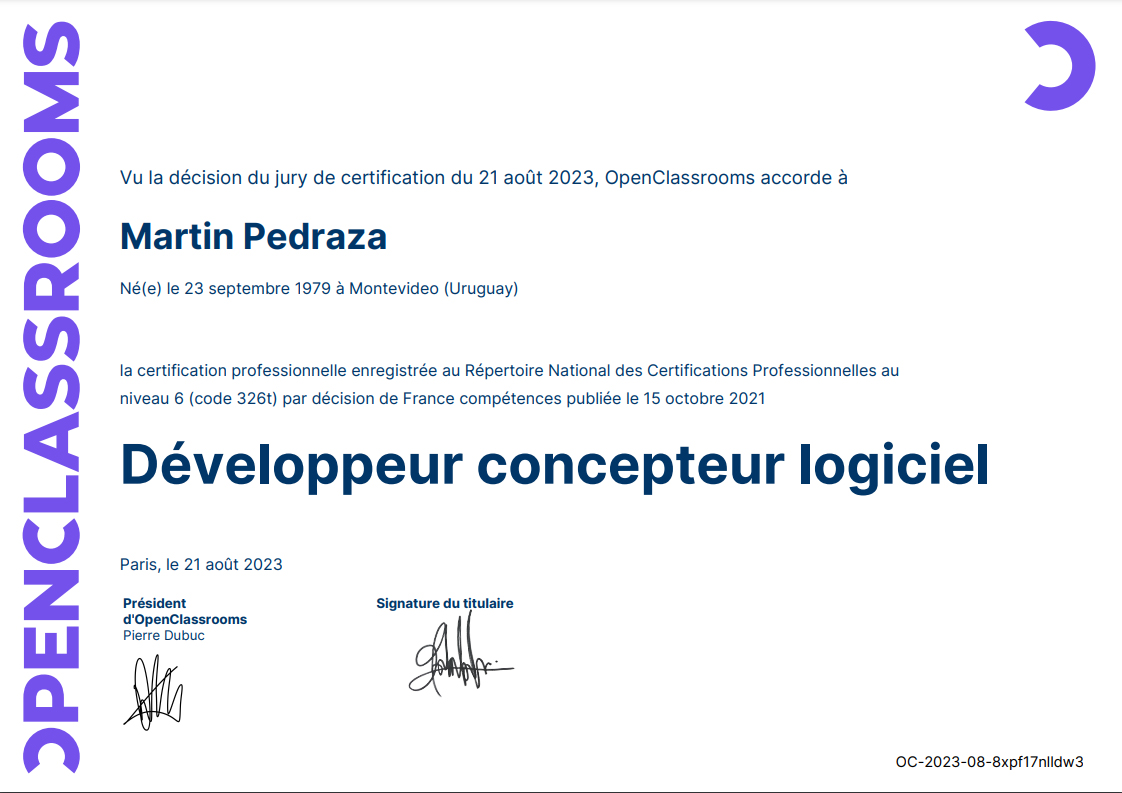 OPENCLASSROOMS
Vu la décision du jury de certification du 21 août 2023, OpenClassrooms accorde à
Martin Pedraza
Né(e) le 23 septembre 1979 à Montevideo (Uruguay)
la certification professionnelle enregistrée au Répertoire National des Certifications Professionnelles au
niveau 6 (code 326t) par décision de France compétences publiée le 15 octobre 2021
Développeur concepteur logiciel
Paris, le 21 août 2023
Président
d'OpenClassrooms
Pierre Dubuc
Signature du titulaire
OC-2023-08-8xpf17nlldw3